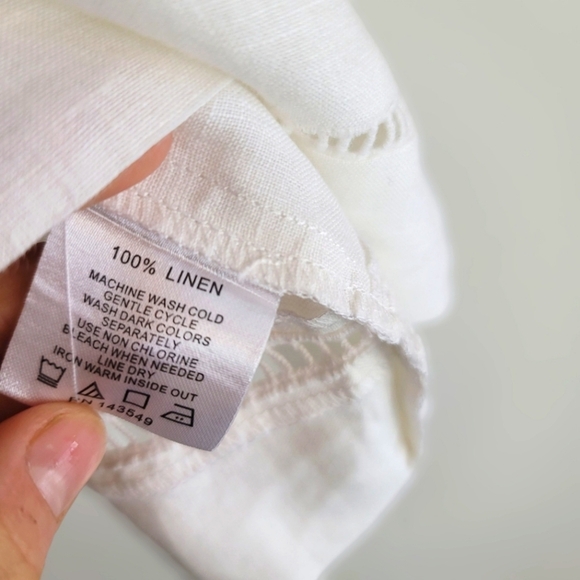 100% LINEN
MACHINE WASH COLD
GENTLE CYCLE
WASH DARK COLORS
SEPARATELY
USE NON CHLORINE
BLEACH WHEN NEEDED
LINE DRY
IRON WARM INSIDE OUT
RN 143549